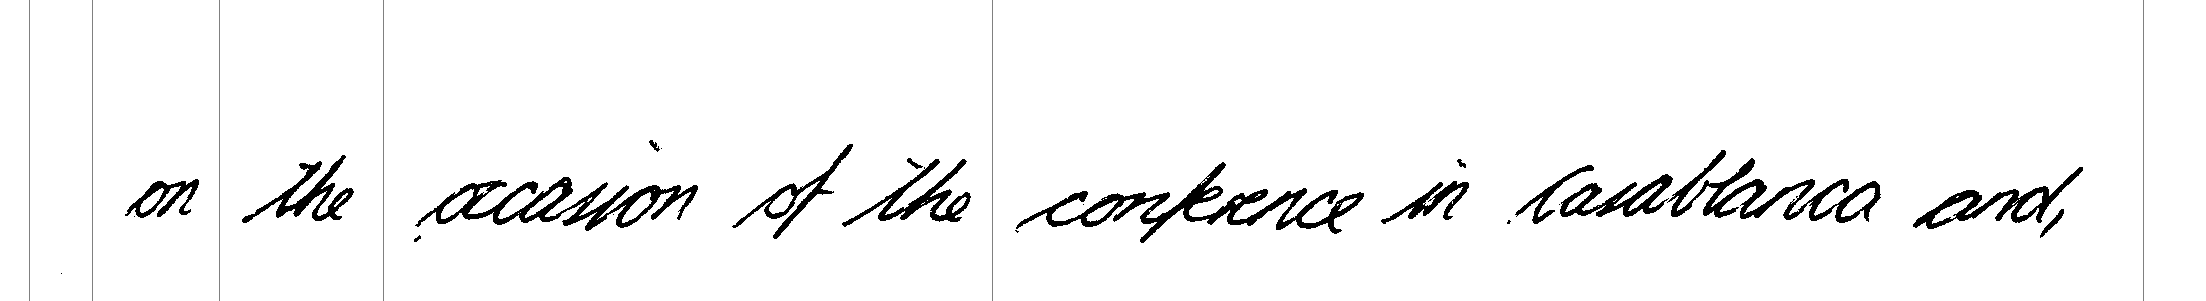 on the occasion of the conference in Casablanca and,